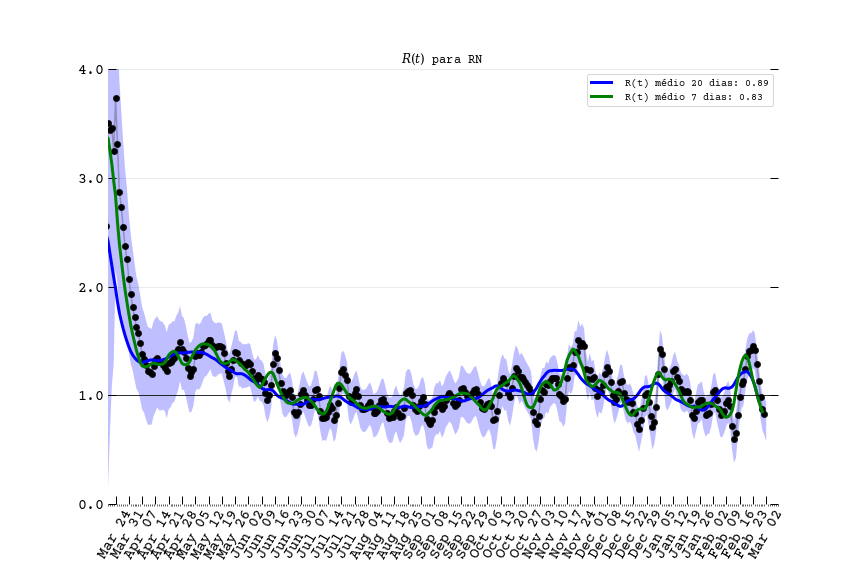 R(t) para RN
R(t) médio 20 dias: 0.89
R(t) médio 7 dias: 0.83
4.0
3.0
2.0
1.0
0.0
Mar 24
Mar 31
Apr 07
Apr 14
Apr 21
Apr 28
May 05
May 12
May 19
May 26
Jun 02
Jun 09
Jun 16
Jun 23
Jun 30
Jul 07
Jul 14
Jul 21
Jul 28
Aug 04
Aug 11
Aug 18
Aug 25
Sep 01
Sep 08
Sep 15
Sep 22
Sep 29
Oct 06
Oct 13
Oct 20
Oct 27
Nov 03
Nov 10
Nov 17
Nov 24
Dec 01
Dec 08
Dec 15
Dec 22
Dec 29
Jan 05
Jan 12
Jan 19
Jan 26
Feb 02
Feb 09
Feb 16
Feb 23
Mar 02